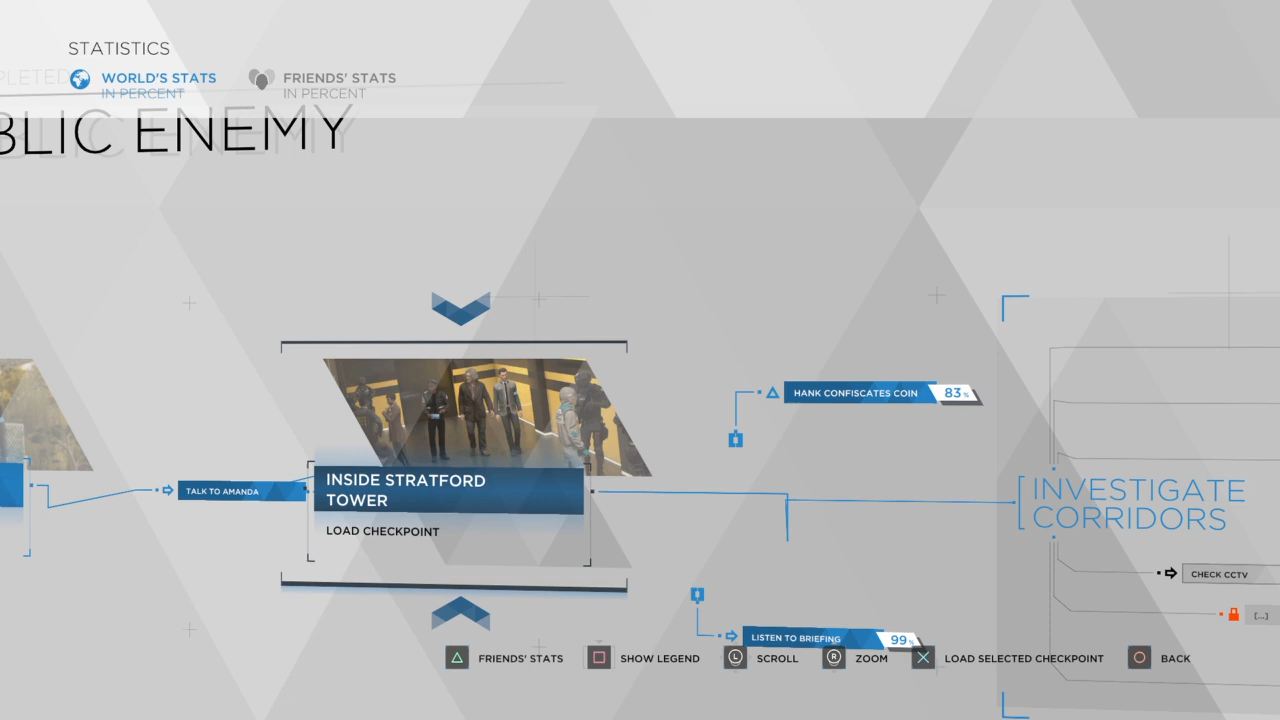 STATISTICS
PLETED
WORLD'S STATS
IN PERCENT
FRIENDS' STATS
IN PERCENT
BLIC ENEMY
HANK CONFISCATES COIN 83%
TALK TO AMANDA
INSIDE STRATFORD
TOWER
LOAD CHECKPOINT
INVESTIGATE
CORRIDORS
CHECK CCTV
[...]
LISTEN TO BRIEFING 99%
FRIENDS' STATS
SHOW LEGEND
L SCROLL
R ZOOM
LOAD SELECTED CHECKPOINT
BACK